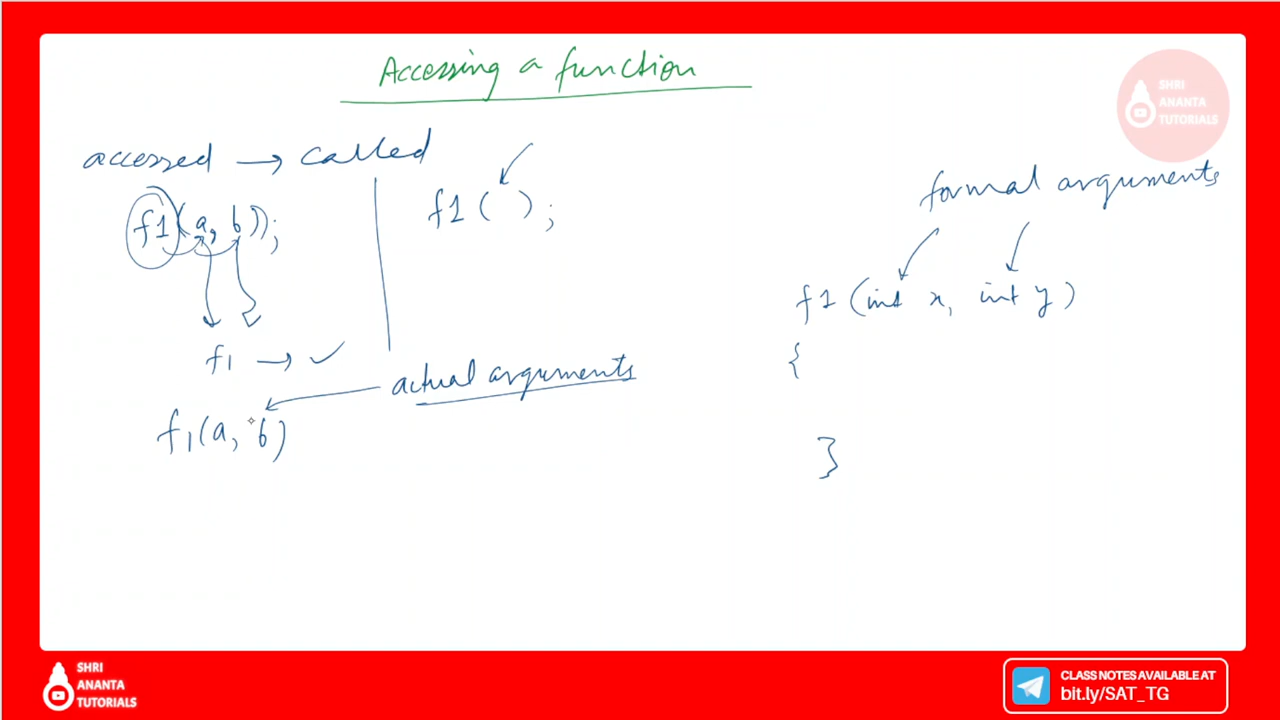 Accessing a function
SHRI
ANANTA
TUTORIALS
accessed → called
f1(a, b));
f1( );
formal arguments
f1 (int x, int y)
{
f1 → ✓
actual arguments
f1(a, b)
}
SHRI
ANANTA
TUTORIALS
CLASS NOTES AVAILABLE AT
bit.ly/SAT_TG